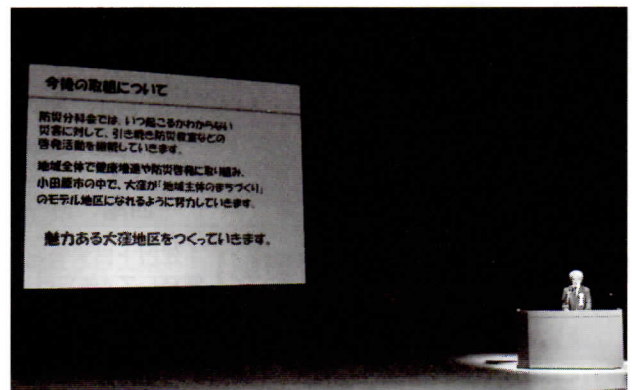 今後の取組について
防災分科会では、いつ起こるかわからない
災害に対して、引き続き防災教室などの
啓発活動を継続していきます。
地域全体で健康増進や防災啓発に取り組み、
小田原市の中で、大窪が「地域主体のまちづくり」
のモデル地区になれるように努力していきます。
魅力ある大窪地区をつくっていきます。